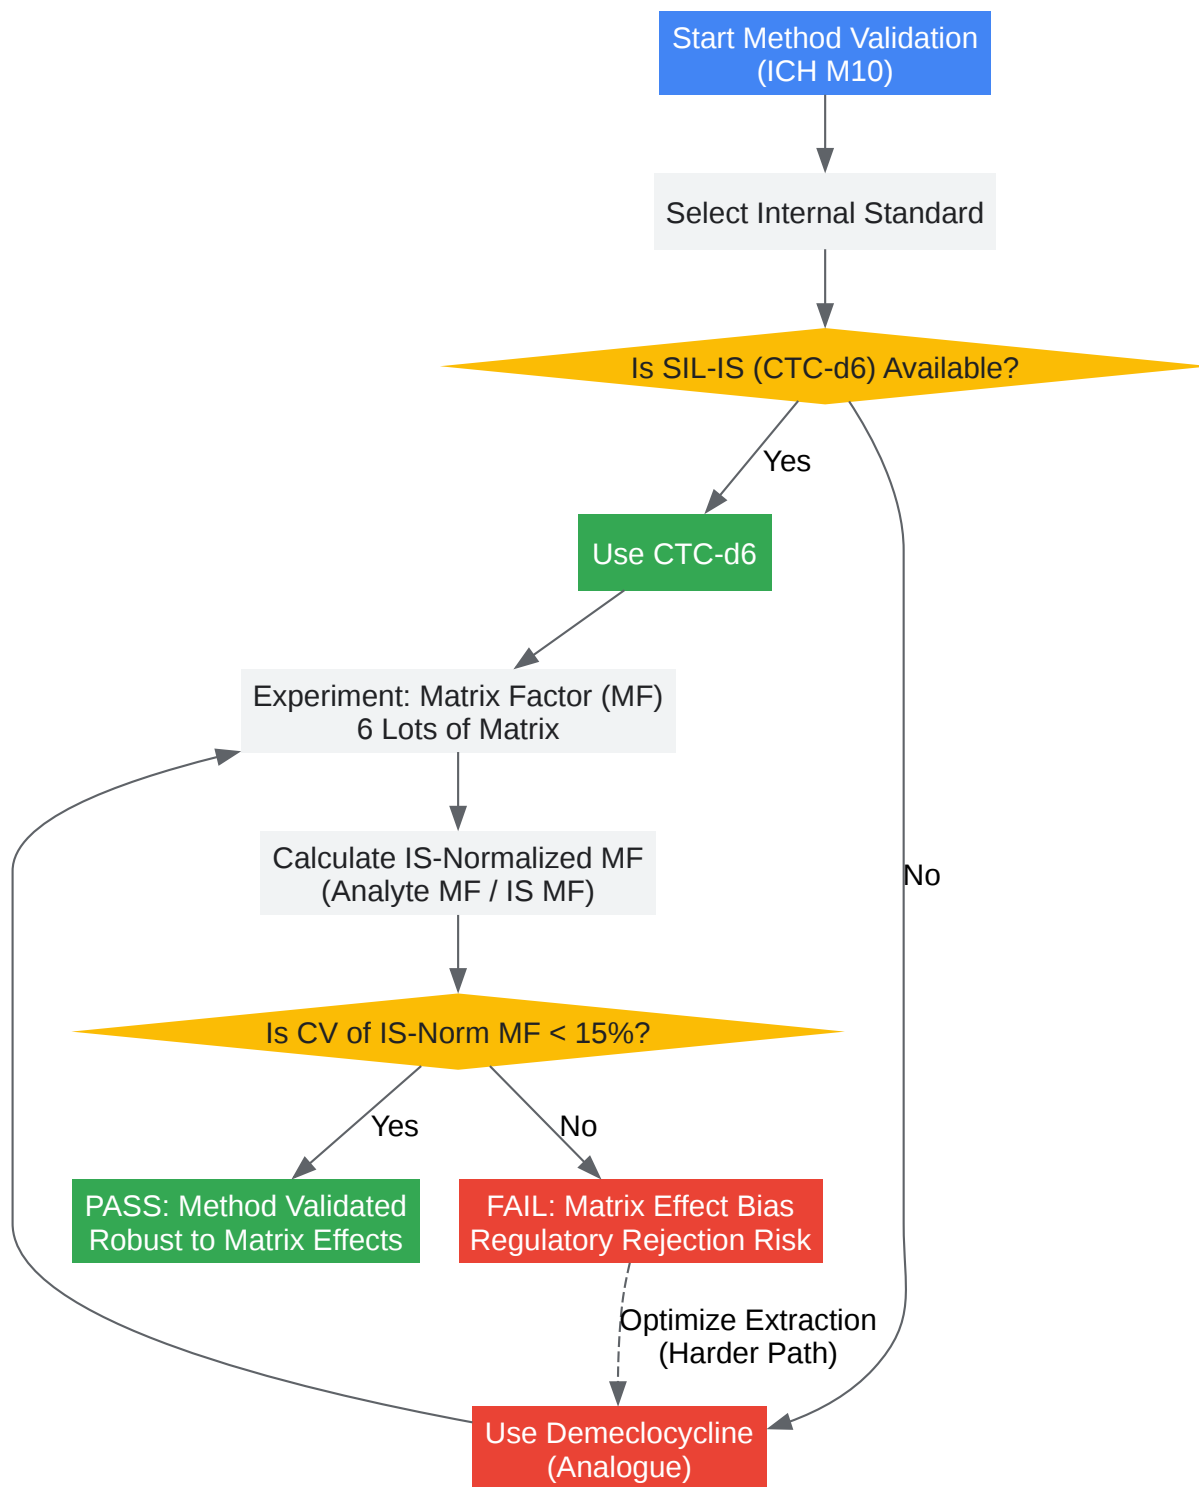 Start Method Validation
(ICH M10)
Select Internal Standard
Is SIL-IS (CTC-d6) Available?
Yes
Use CTC-d6
Experiment: Matrix Factor (MF)
6 Lots of Matrix
Calculate IS-Normalized MF
(Analyte MF / IS MF)
No
Is CV of IS-Norm MF < 15%?
Yes
No
PASS: Method Validated
Robust to Matrix Effects
FAIL: Matrix Effect Bias
Regulatory Rejection Risk
Optimize Extraction
(Harder Path)
Use Demeclocycline
(Analogue)